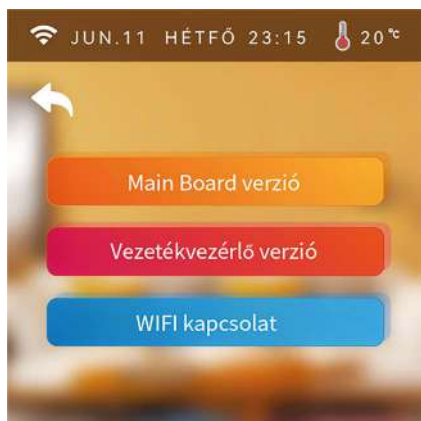 JUN.11 HÉTFŐ 23:15 20℃
Main Board verzió
Vezetékvezérlő verzió
WIFI kapcsolat